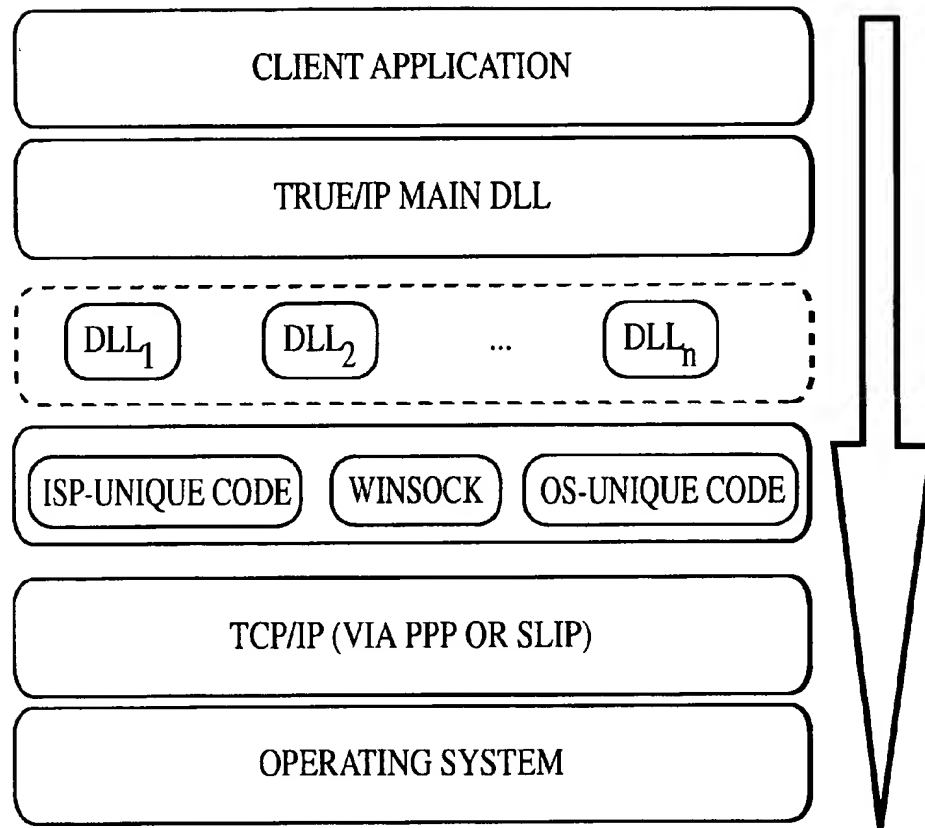 CLIENT APPLICATION
TRUE/IP MAIN DLL
DLL1 DLL2 ... DLLn
ISP-UNIQUE CODE WINSOCK OS-UNIQUE CODE
TCP/IP (VIA PPP OR SLIP)
OPERATING SYSTEM